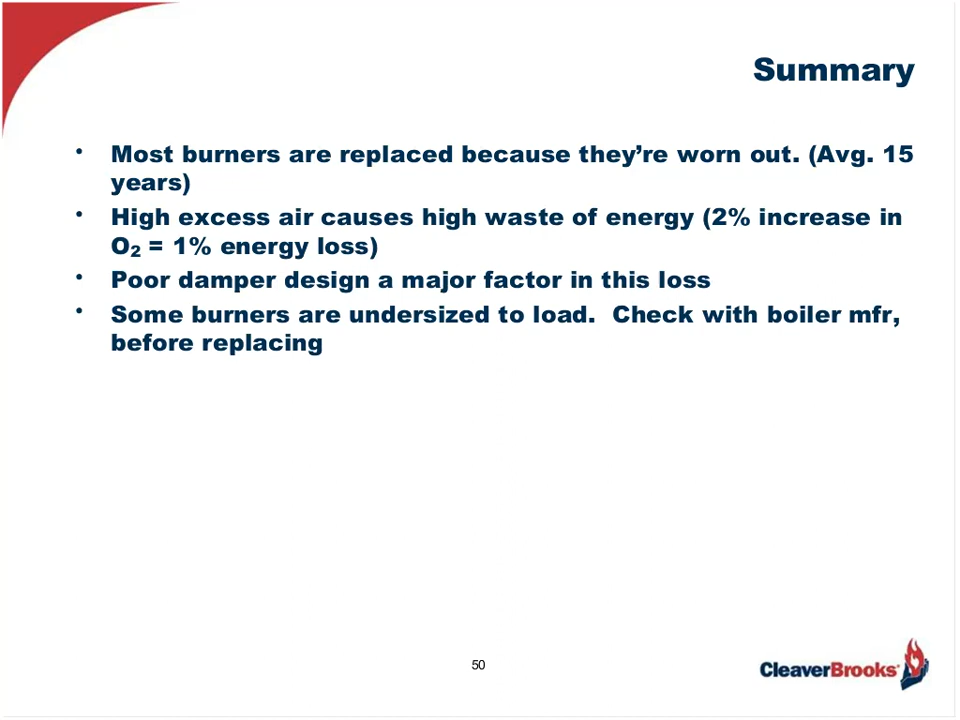 Summary
• Most burners are replaced because they’re worn out. (Avg. 15
years)
• High excess air causes high waste of energy (2% increase in
O₂ = 1% energy loss)
• Poor damper design a major factor in this loss
• Some burners are undersized to load.  Check with boiler mfr,
before replacing
50
CleaverBrooks®